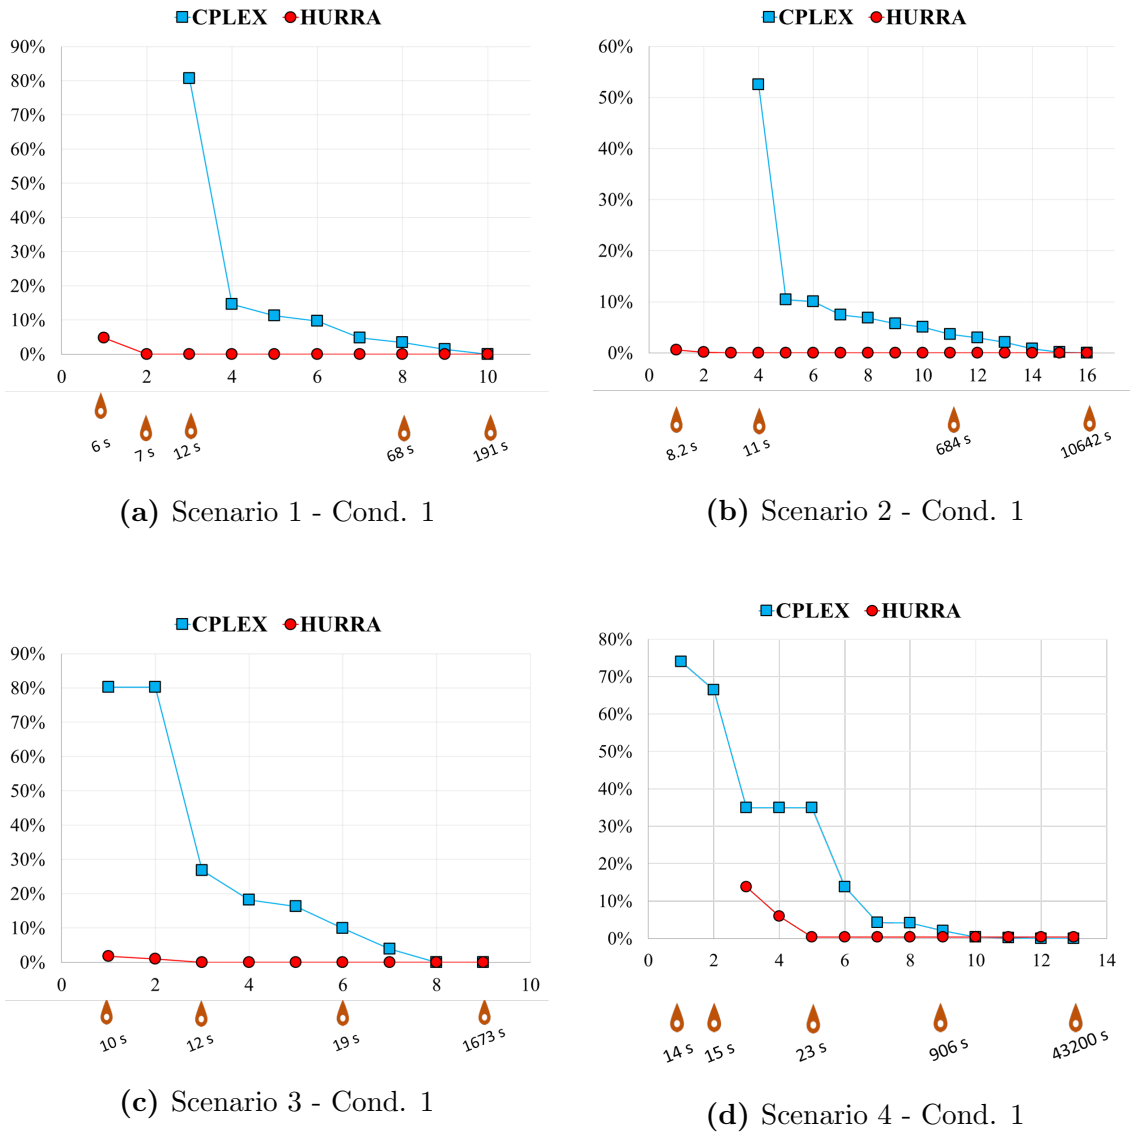 CPLEX HURRA
90%
80%
70%
60%
50%
40%
30%
20%
10%
0%
0 2 4 6 8 10
6 s 7 s 12 s 68 s 191 s
(a) Scenario 1 - Cond. 1
CPLEX HURRA
60%
50%
40%
30%
20%
10%
0%
0 2 4 6 8 10 12 14 16
8.2 s 11 s 684 s 10642 s
(b) Scenario 2 - Cond. 1
CPLEX HURRA
90%
80%
70%
60%
50%
40%
30%
20%
10%
0%
0 2 4 6 8 10
10 s 12 s 19 s 1673 s
(c) Scenario 3 - Cond. 1
CPLEX HURRA
80%
70%
60%
50%
40%
30%
20%
10%
0%
0 2 4 6 8 10 12 14
14 s 15 s 23 s 906 s 43200 s
(d) Scenario 4 - Cond. 1